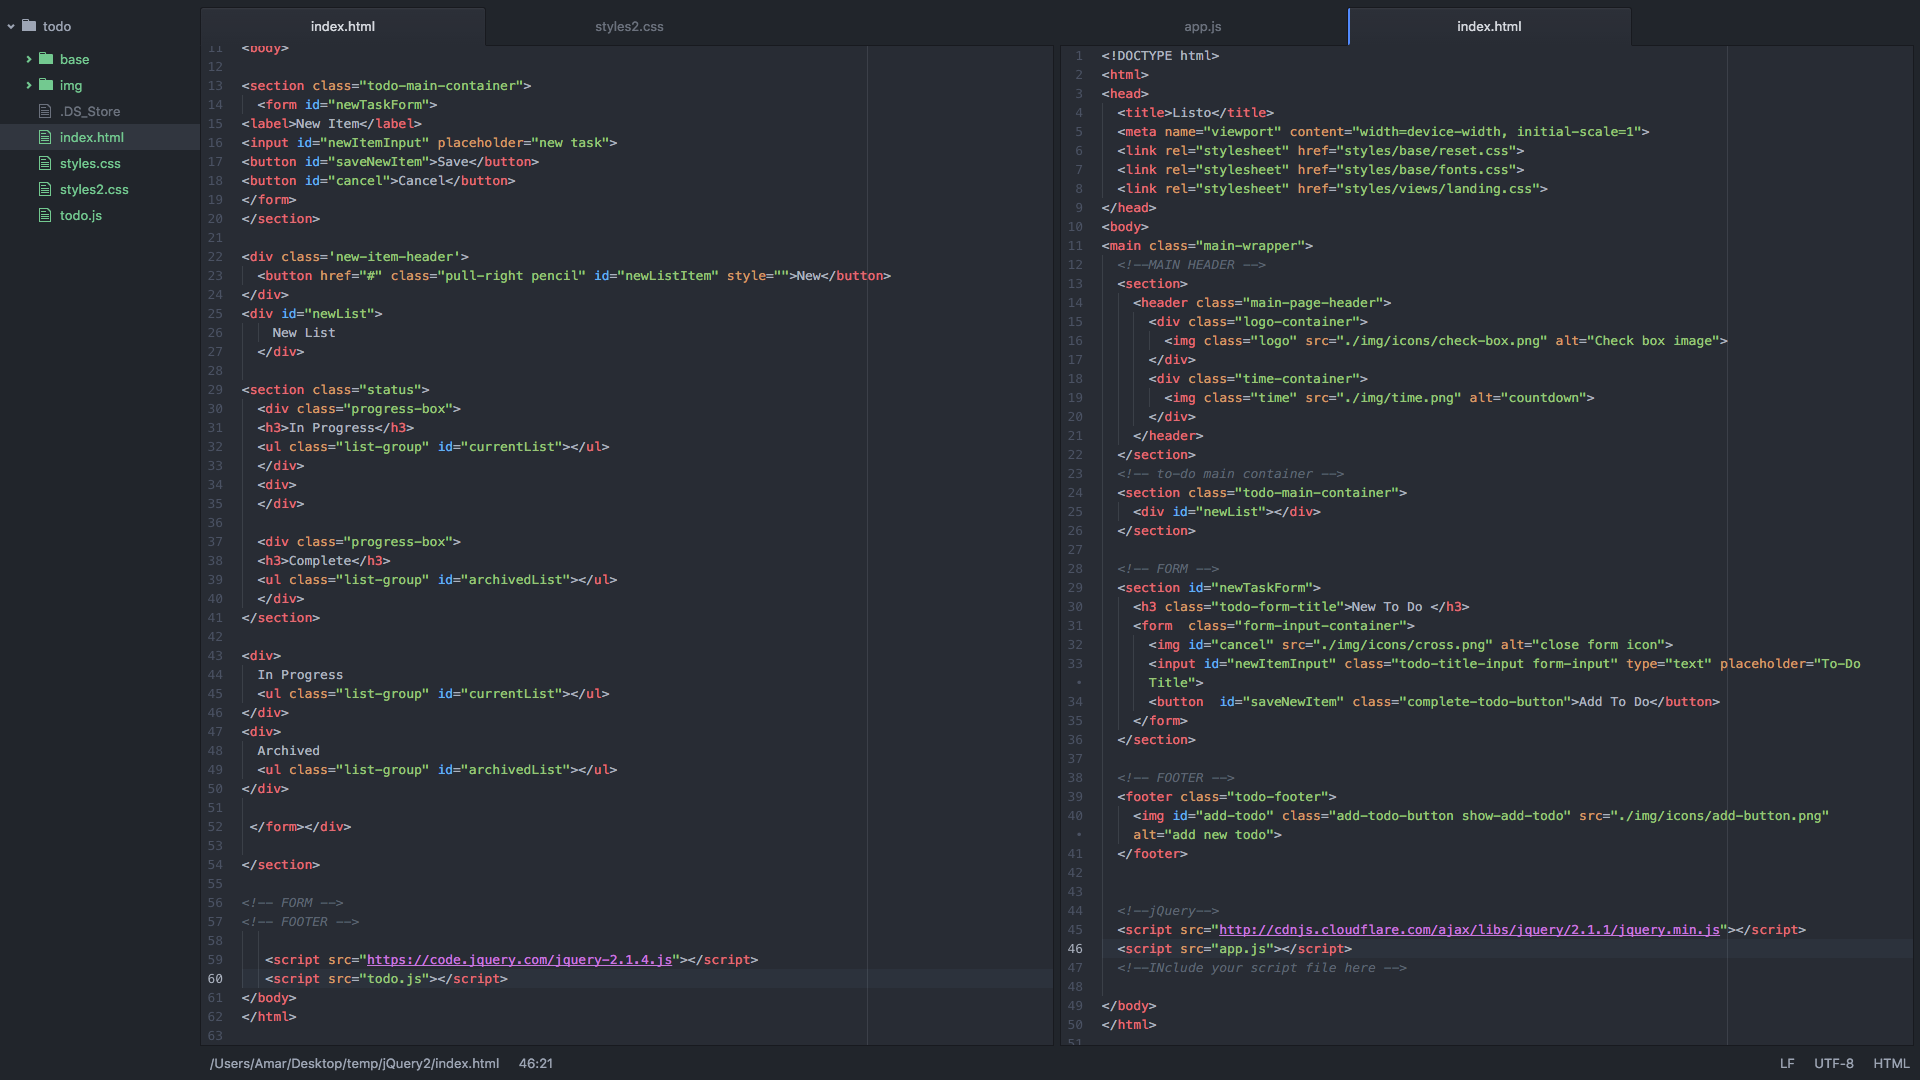 todo
base
img
.DS_Store
index.html
styles.css
styles2.css
todo.js
index.html
styles2.css
11 <body>
12
13 <section class="todo-main-container">
14 <form id="newTaskForm">
15 <label>New Item</label>
16 <input id="newItemInput" placeholder="new task">
17 <button id="saveNewItem">Save</button>
18 <button id="cancel">Cancel</button>
19 </form>
20 </section>
21
22 <div class='new-item-header'>
23 <button href="#" class="pull-right pencil" id="newListItem" style="">New</button>
24 </div>
25 <div id="newList">
26 New List
27 </div>
28
29 <section class="status">
30 <div class="progress-box">
31 <h3>In Progress</h3>
32 <ul class="list-group" id="currentList"></ul>
33 </div>
34 <div>
35 </div>
36
37 <div class="progress-box">
38 <h3>Complete</h3>
39 <ul class="list-group" id="archivedList"></ul>
40 </div>
41 </section>
42
43 <div>
44 In Progress
45 <ul class="list-group" id="currentList"></ul>
46 </div>
47 <div>
48 Archived
49 <ul class="list-group" id="archivedList"></ul>
50 </div>
51
52 </form></div>
53
54 </section>
55
56 <!-- FORM -->
57 <!-- FOOTER -->
58
59 <script src="https://code.jquery.com/jquery-2.1.4.js"></script>
60 <script src="todo.js"></script>
61 </body>
62 </html>
63
app.js
index.html
1 <!DOCTYPE html>
2 <html>
3 <head>
4 <title>Listo</title>
5 <meta name="viewport" content="width=device-width, initial-scale=1">
6 <link rel="stylesheet" href="styles/base/reset.css">
7 <link rel="stylesheet" href="styles/base/fonts.css">
8 <link rel="stylesheet" href="styles/views/landing.css">
9 </head>
10 <body>
11 <main class="main-wrapper">
12 <!--MAIN HEADER -->
13 <section>
14 <header class="main-page-header">
15 <div class="logo-container">
16 <img class="logo" src="./img/icons/check-box.png" alt="Check box image">
17 </div>
18 <div class="time-container">
19 <img class="time" src="./img/time.png" alt="countdown">
20 </div>
21 </header>
22 </section>
23 <!-- to-do main container -->
24 <section class="todo-main-container">
25 <div id="newList"></div>
26 </section>
27
28 <!-- FORM -->
29 <section id="newTaskForm">
30 <h3 class="todo-form-title">New To Do </h3>
31 <form  class="form-input-container">
32 <img id="cancel" src="./img/icons/cross.png" alt="close form icon">
33 <input id="newItemInput" class="todo-title-input form-input" type="text" placeholder="To-Do
• Title">
34 <button  id="saveNewItem" class="complete-todo-button">Add To Do</button>
35 </form>
36 </section>
37
38 <!-- FOOTER -->
39 <footer class="todo-footer">
40 <img id="add-todo" class="add-todo-button show-add-todo" src="./img/icons/add-button.png"
• alt="add new todo">
41 </footer>
42
43
44 <!--jQuery-->
45 <script src="http://cdnjs.cloudflare.com/ajax/libs/jquery/2.1.1/jquery.min.js"></script>
46 <script src="app.js"></script>
47 <!--INclude your script file here -->
48
49 </body>
50 </html>
51
/Users/Amar/Desktop/temp/jQuery2/index.html 46:21
LF UTF-8 HTML